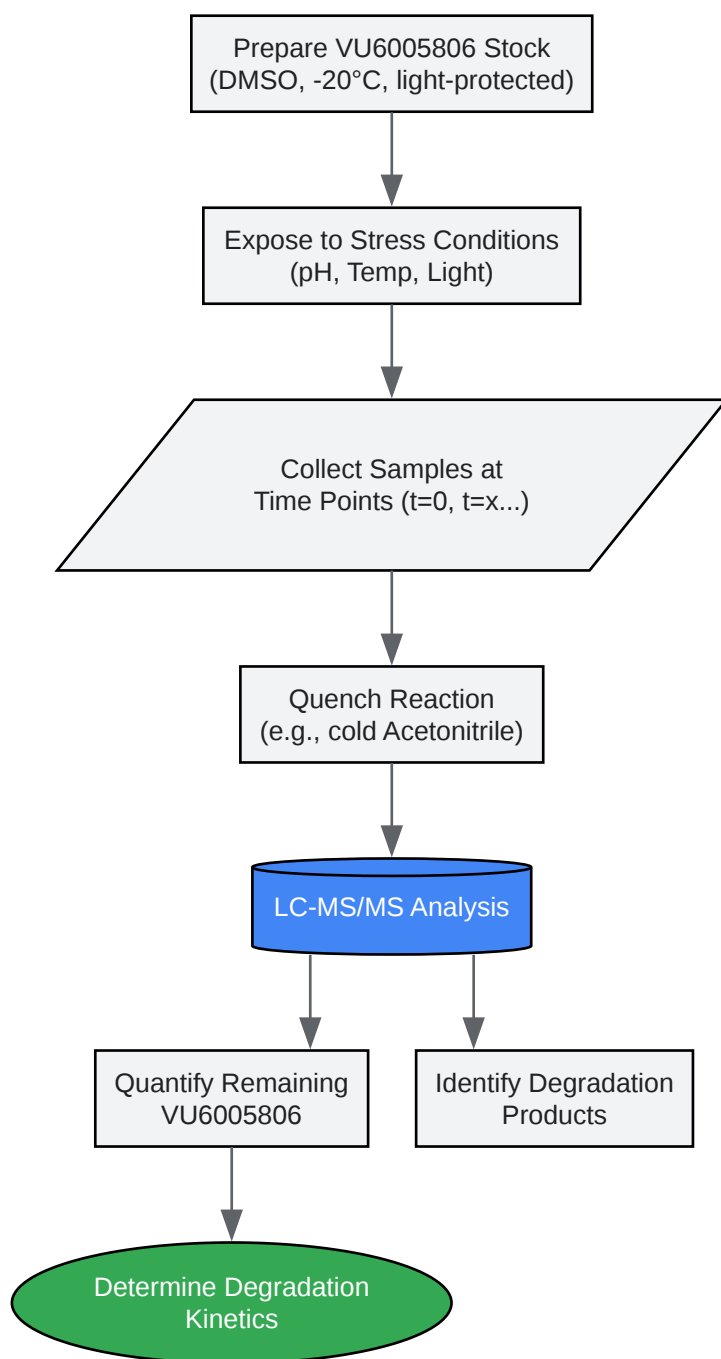 Prepare VU6005806 Stock
(DMSO, -20°C, light-protected)
Expose to Stress Conditions
(pH, Temp, Light)
Collect Samples at
Time Points (t=0, t=x...)
Quench Reaction
(e.g., cold Acetonitrile)
LC-MS/MS Analysis
Quantify Remaining
VU6005806
Identify Degradation
Products
Determine Degradation
Kinetics